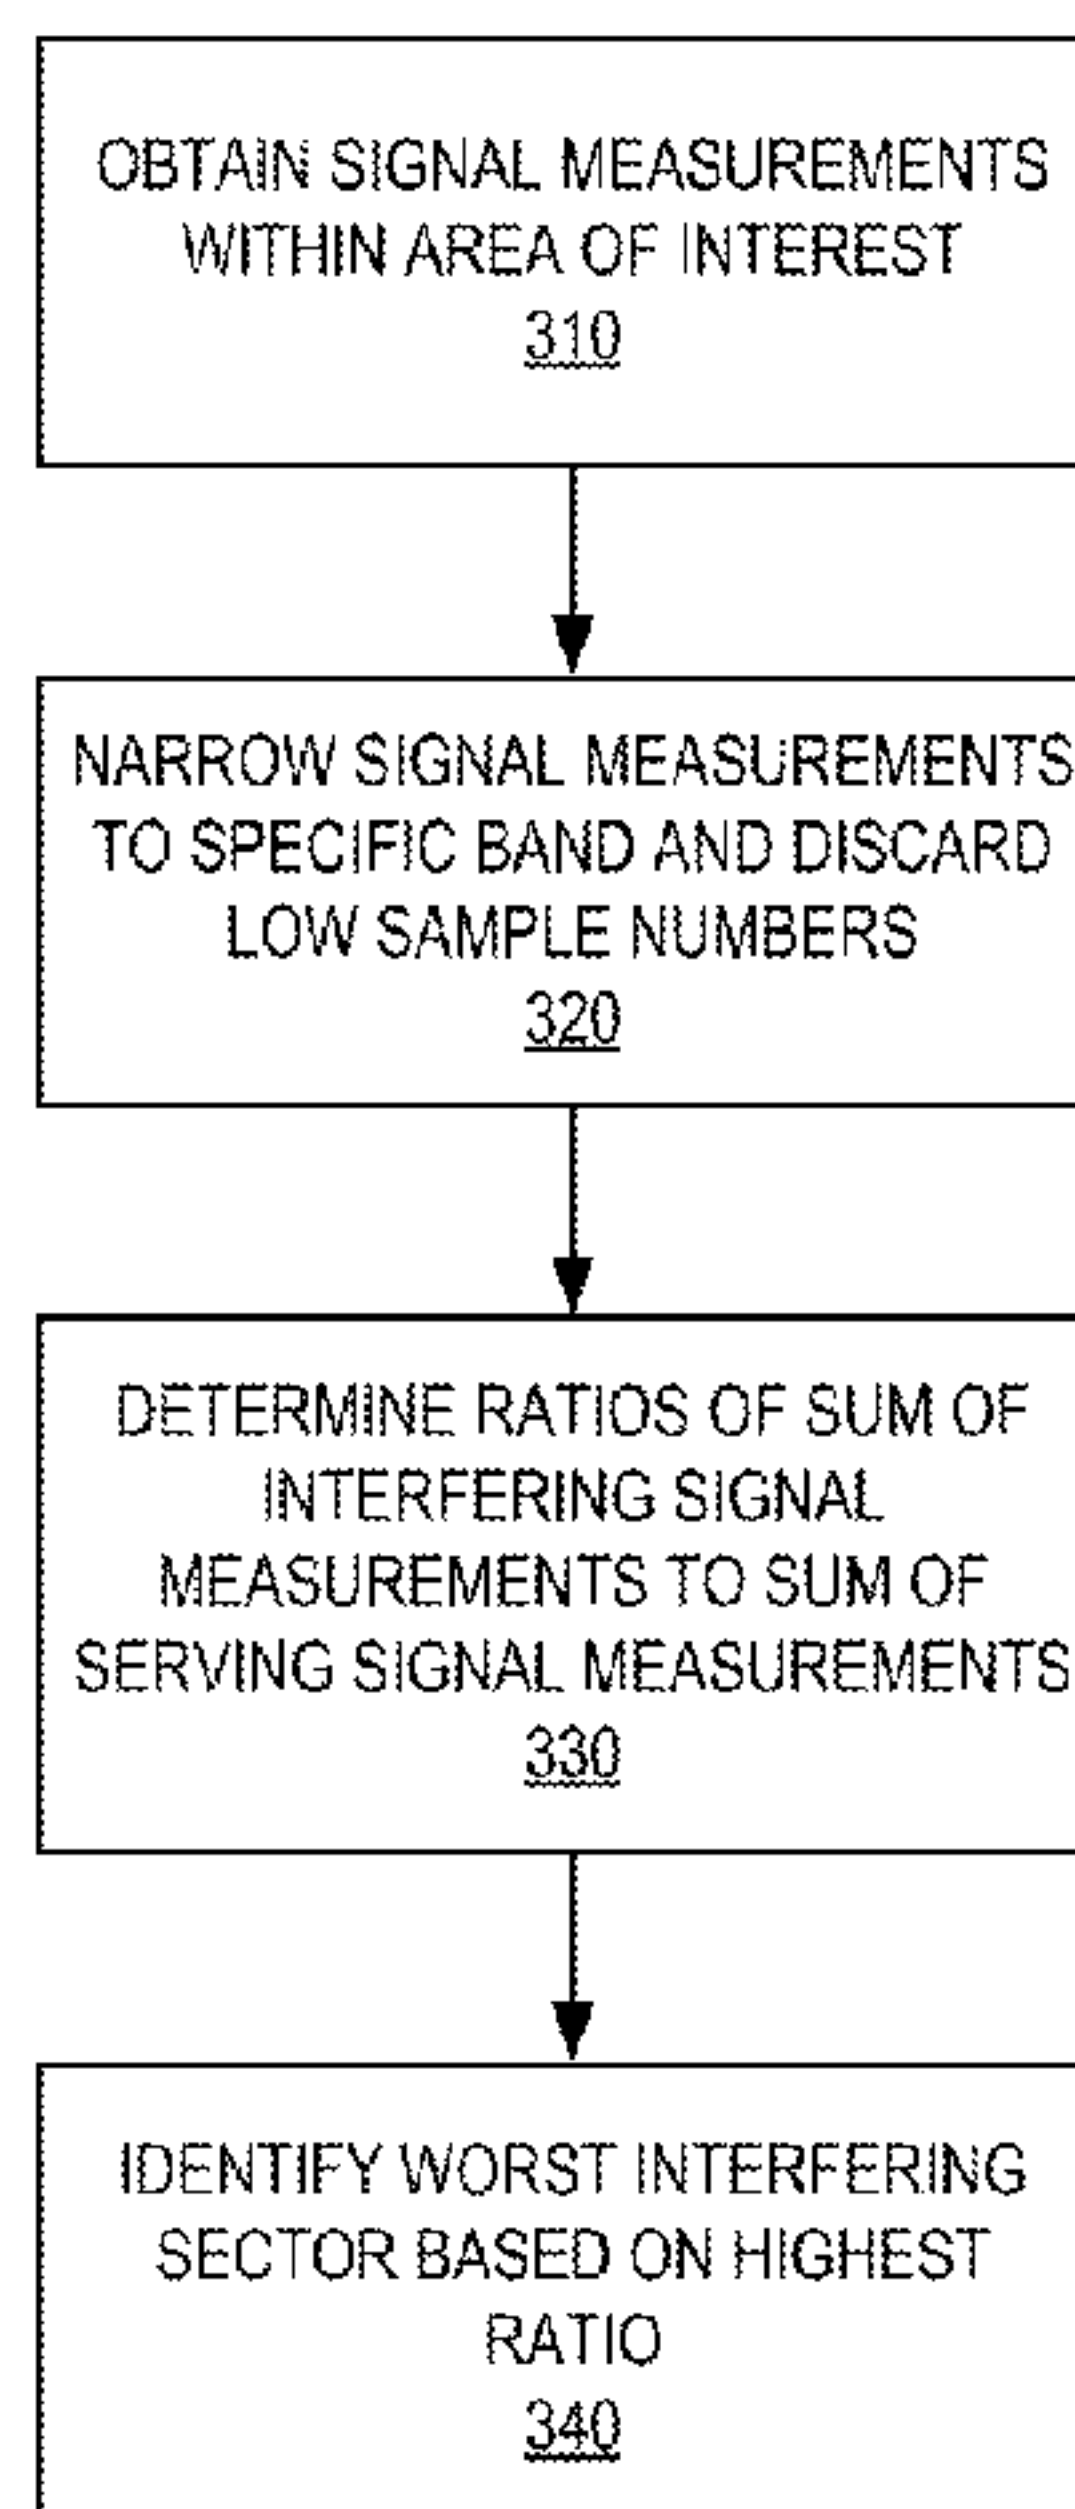 OBTAIN SIGNAL MEASUREMENTS
WITHIN AREA OF INTEREST
310
NARROW SIGNAL MEASUREMENTS
TO SPECIFIC BAND AND DISCARD
LOW SAMPLE NUMBERS
320
DETERMINE RATIOS OF SUM OF
INTERFERING SIGNAL
MEASUREMENTS TO SUM OF
SERVING SIGNAL MEASUREMENTS
330
IDENTIFY WORST INTERFERING
SECTOR BASED ON HIGHEST
RATIO
340